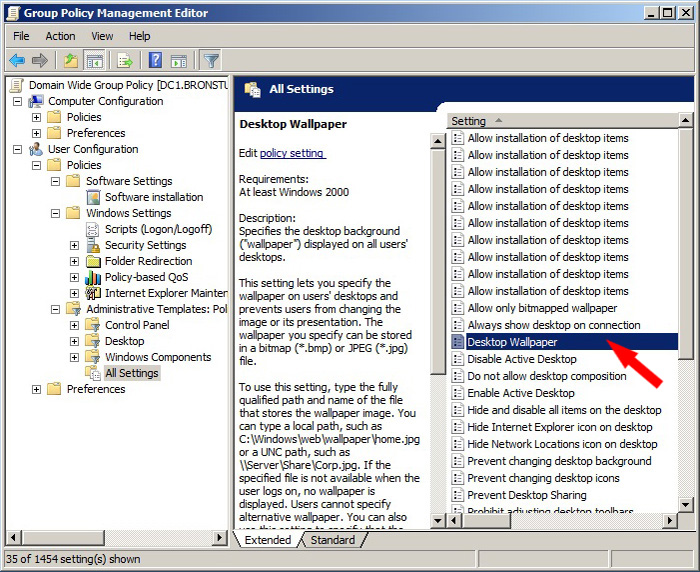 Group Policy Management Editor
File Action View Help
Domain Wide Group Policy [DC1.BRONSTU
Computer Configuration
Policies
Preferences
User Configuration
Policies
Software Settings
Software installation
Windows Settings
Scripts (Logon/Logoff)
Security Settings
Folder Redirection
Policy-based QoS
Internet Explorer Mainten
Administrative Templates: Pol
Control Panel
Desktop
Windows Components
All Settings
Preferences
All Settings
Desktop Wallpaper
Edit policy setting
Requirements:
At least Windows 2000
Description:
Specifies the desktop background
("wallpaper") displayed on all users'
desktops.
This setting lets you specify the
wallpaper on users' desktops and
prevents users from changing the
image or its presentation. The
wallpaper you specify can be stored
in a bitmap (*.bmp) or JPEG (*.jpg)
file.
To use this setting, type the fully
qualified path and name of the file
that stores the wallpaper image. You
can type a local path, such as
C:\Windows\web\wallpaper\home.jpg
or a UNC path, such as
\\Server\Share\Corp.jpg. If the
specified file is not available when the
user logs on, no wallpaper is
displayed. Users cannot specify
alternative wallpaper. You can also
use this setting to specify that the
Setting
Allow installation of desktop items
Allow installation of desktop items
Allow installation of desktop items
Allow installation of desktop items
Allow installation of desktop items
Allow installation of desktop items
Allow installation of desktop items
Allow installation of desktop items
Allow installation of desktop items
Allow installation of desktop items
Allow only bitmapped wallpaper
Always show desktop on connection
Desktop Wallpaper
Disable Active Desktop
Do not allow desktop composition
Enable Active Desktop
Hide and disable all items on the desktop
Hide Internet Explorer icon on desktop
Hide Network Locations icon on desktop
Prevent changing desktop background
Prevent changing desktop icons
Prevent Desktop Sharing
Prohibit adjusting desktop toolbars
Extended Standard
35 of 1454 setting(s) shown